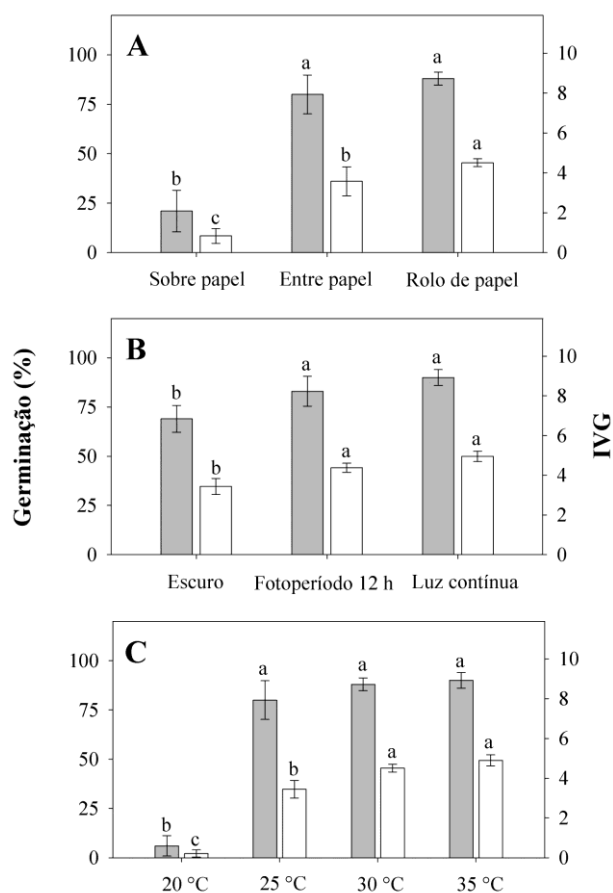 A
100
75
50
25
0
10
8
6
4
2
0
b
c
a
b
a
a
Sobre papel Entre papel Rolo de papel
Germinação (%)
IVG
B
100
75
50
25
0
10
8
6
4
2
0
b
b
a
a
a
a
Escuro Fotoperíodo 12 h Luz contínua
C
100
80
50
25
0
10
8
6
4
2
0
b
c
a
b
a
a
a
a
20 °C 25 °C 30 °C 35 °C